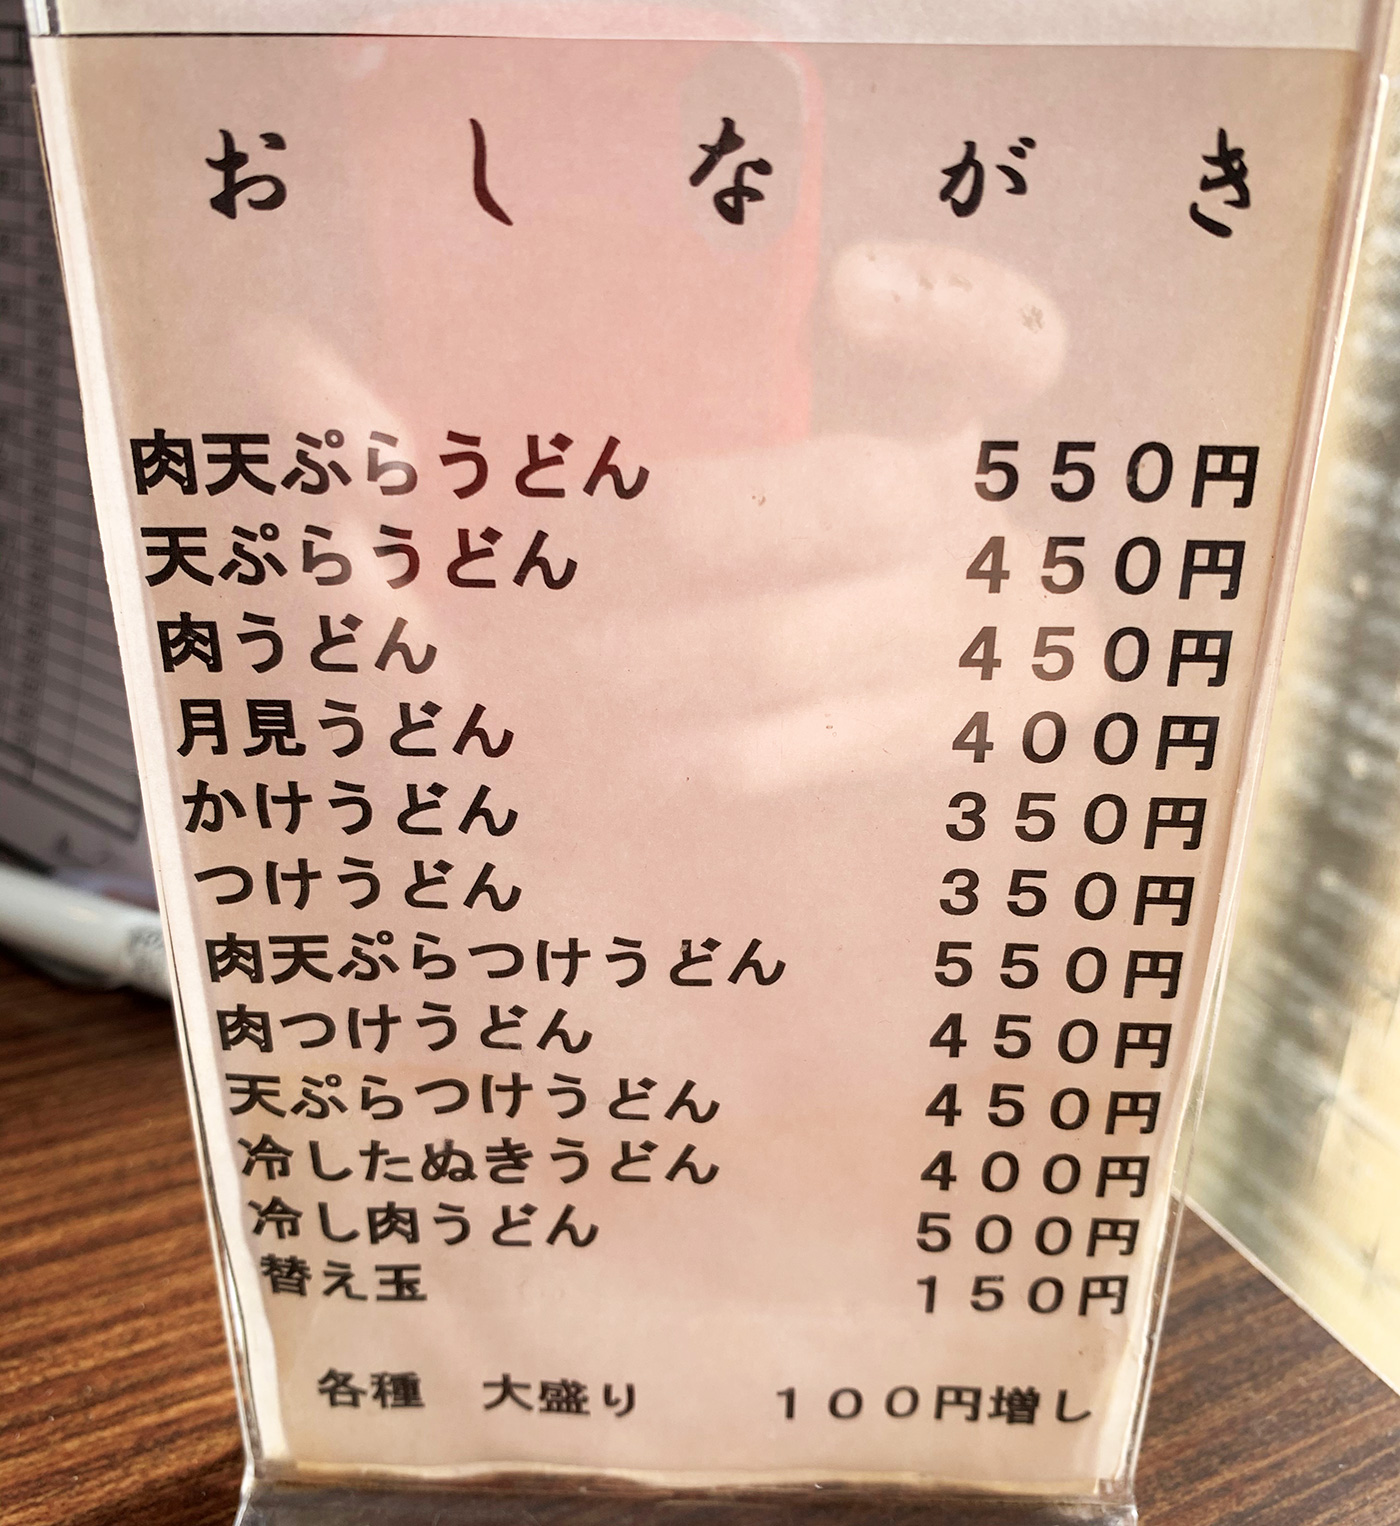 おしながき
肉天ぷらうどん ５５０円
天ぷらうどん ４５０円
肉うどん ４５０円
月見うどん ４００円
かけうどん ３５０円
つけうどん ３５０円
肉天ぷらつけうどん ５５０円
肉つけうどん ４５０円
天ぷらつけうどん ４５０円
冷したぬきうどん ４００円
冷し肉うどん ５００円
替え玉 １５０円
各種　大盛り　１００円増し